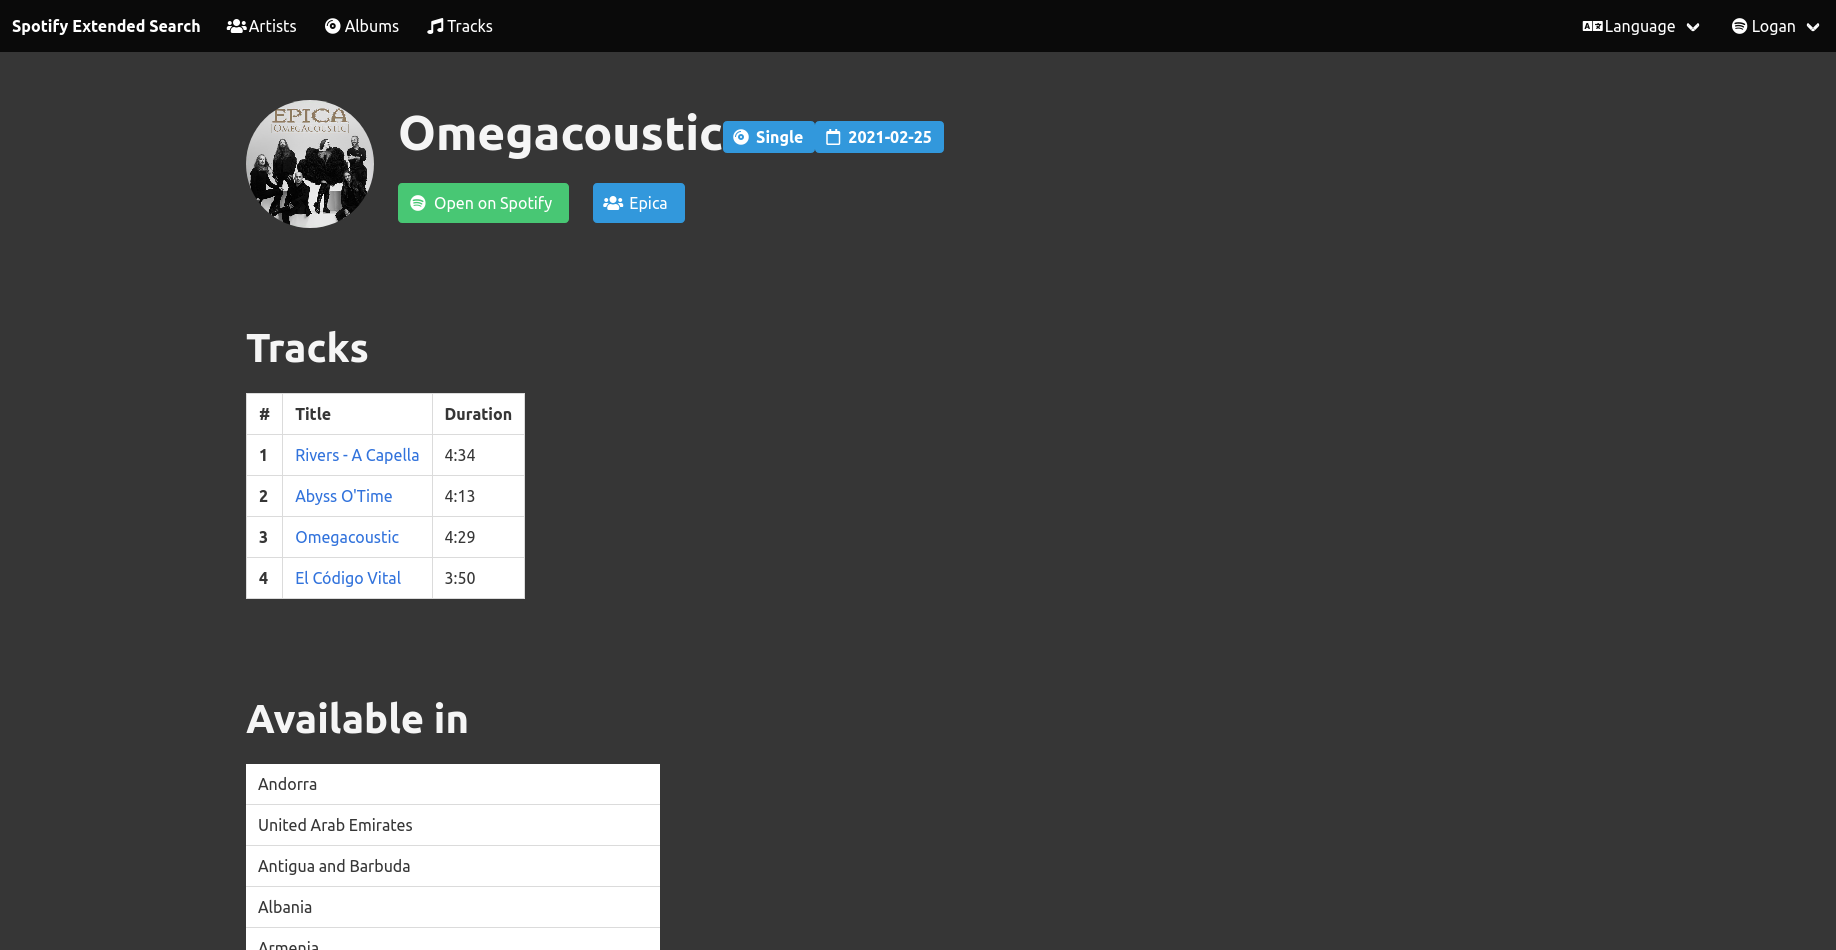 Spotify Extended Search Artists Albums Tracks Language Logan
EPICA
OMEGACOUSTIC
Omegacoustic Single 2021-02-25
Open on Spotify Epica
Tracks
# Title Duration
1 Rivers - A Capella 4:34
2 Abyss O'Time 4:13
3 Omegacoustic 4:29
4 El Código Vital 3:50
Available in
Andorra
United Arab Emirates
Antigua and Barbuda
Albania
Armenia